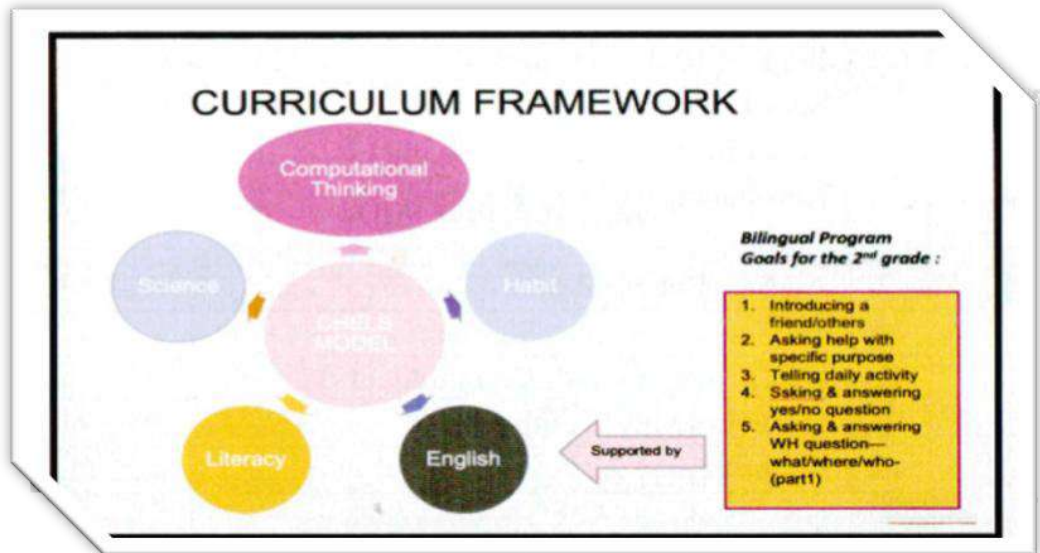 CURRICULUM FRAMEWORK
Computational
Thinking
Science
Habit
MODEL
Literacy
English
Supported by
Bilingual Program
Goals for the 2nd grade :
1. Introducing a
friend/others
2. Asking help with
specific purpose
3. Telling daily activity
4. Ssking & answering
yes/no question
5. Asking & answering
WH question—
what/where/who-
(part1)